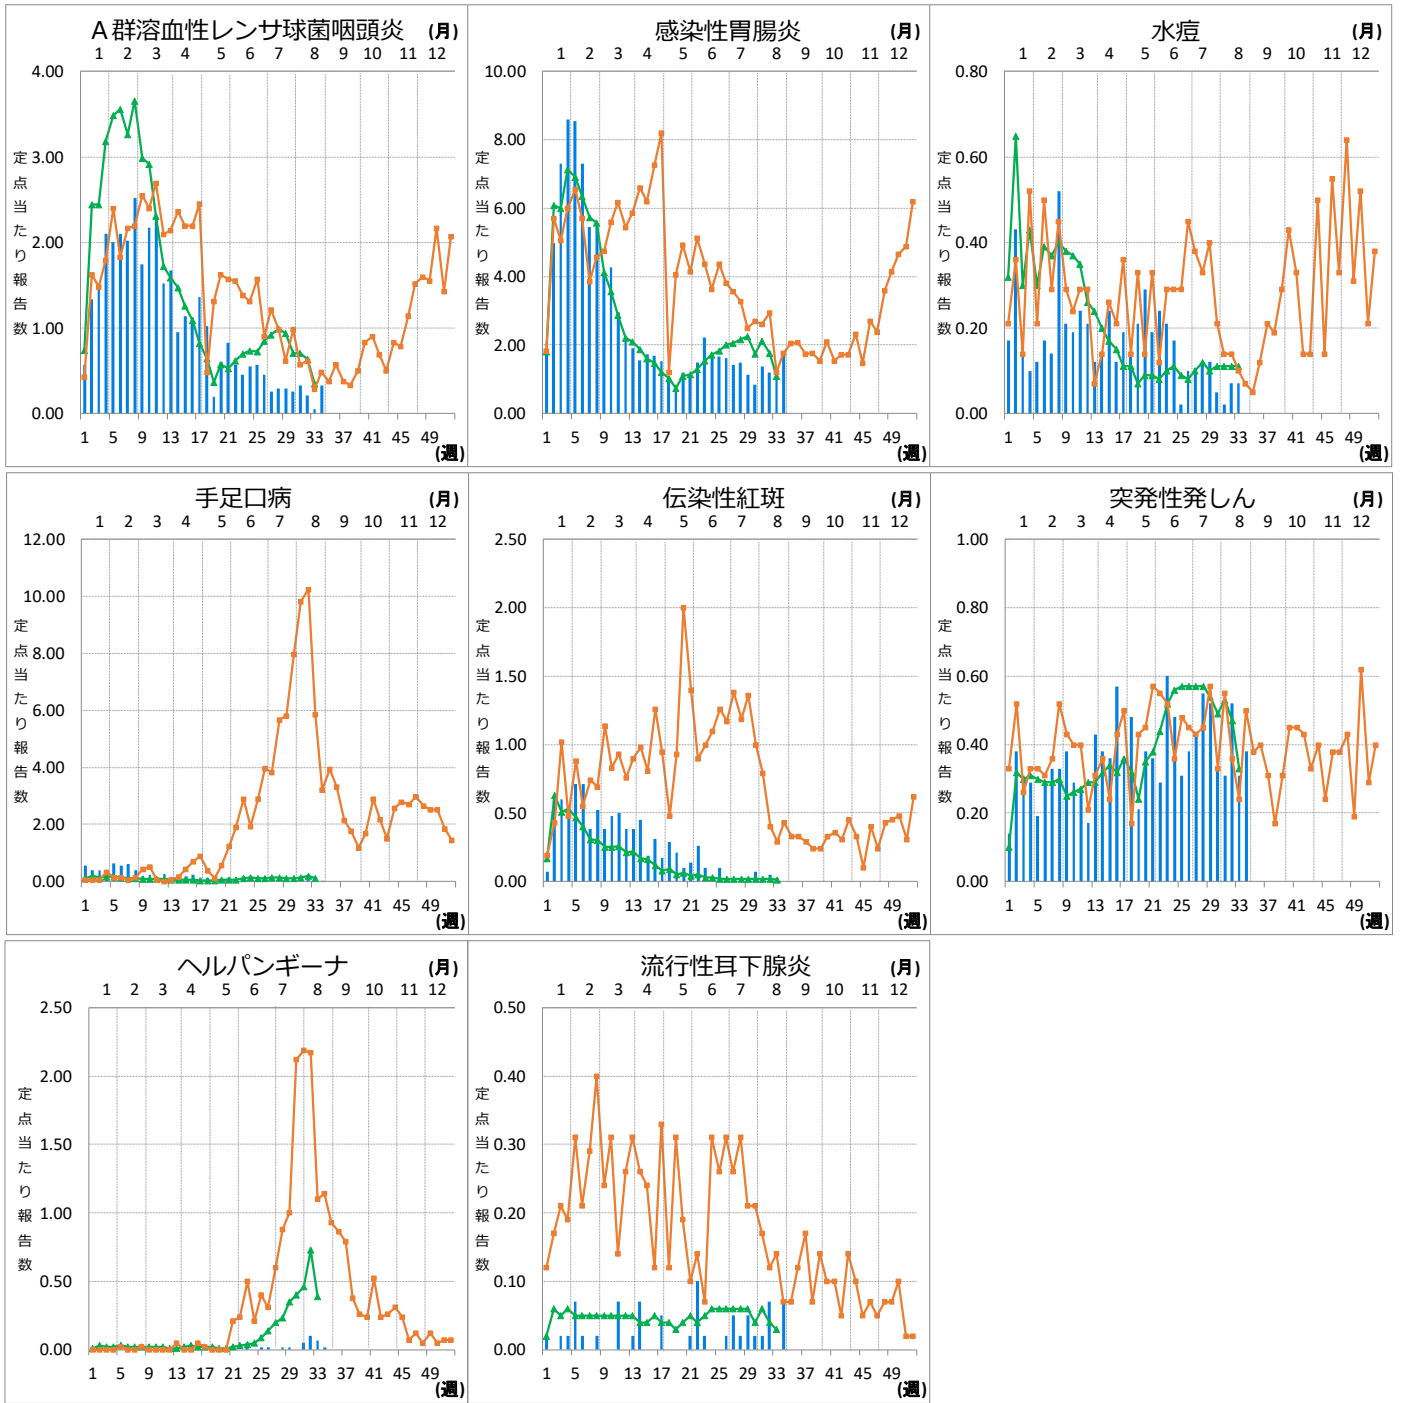 A群溶血性レンサ球菌咽頭炎 (月)
1 2 3 4 5 6 7 8 9 10 11 12
4.00
3.00
2.00
1.00
0.00
定点当たり報告数
1 5 9 13 17 21 25 29 33 37 41 45 49
(週)
感染性胃腸炎 (月)
1 2 3 4 5 6 7 8 9 10 11 12
10.00
8.00
6.00
4.00
2.00
0.00
定点当たり報告数
1 5 9 13 17 21 25 29 33 37 41 45 49
(週)
水痘 (月)
1 2 3 4 5 6 7 8 9 10 11 12
0.80
0.60
0.40
0.20
0.00
定点当たり報告数
1 5 9 13 17 21 25 29 33 37 41 45 49
(週)
手足口病 (月)
1 2 3 4 5 6 7 8 9 10 11 12
12.00
10.00
8.00
6.00
4.00
2.00
0.00
定点当たり報告数
1 5 9 13 17 21 25 29 33 37 41 45 49
(週)
伝染性紅斑 (月)
1 2 3 4 5 6 7 8 9 10 11 12
2.50
2.00
1.50
1.00
0.50
0.00
定点当たり報告数
1 5 9 13 17 21 25 29 33 37 41 45 49
(週)
突発性発しん (月)
1 2 3 4 5 6 7 8 9 10 11 12
1.00
0.80
0.60
0.40
0.20
0.00
定点当たり報告数
1 5 9 13 17 21 25 29 33 37 41 45 49
(週)
ヘルパンギーナ (月)
1 2 3 4 5 6 7 8 9 10 11 12
2.50
2.00
1.50
1.00
0.50
0.00
定点当たり報告数
1 5 9 13 17 21 25 29 33 37 41 45 49
(週)
流行性耳下腺炎 (月)
1 2 3 4 5 6 7 8 9 10 11 12
0.50
0.40
0.30
0.20
0.10
0.00
定点当たり報告数
1 5 9 13 17 21 25 29 33 37 41 45 49
(週)